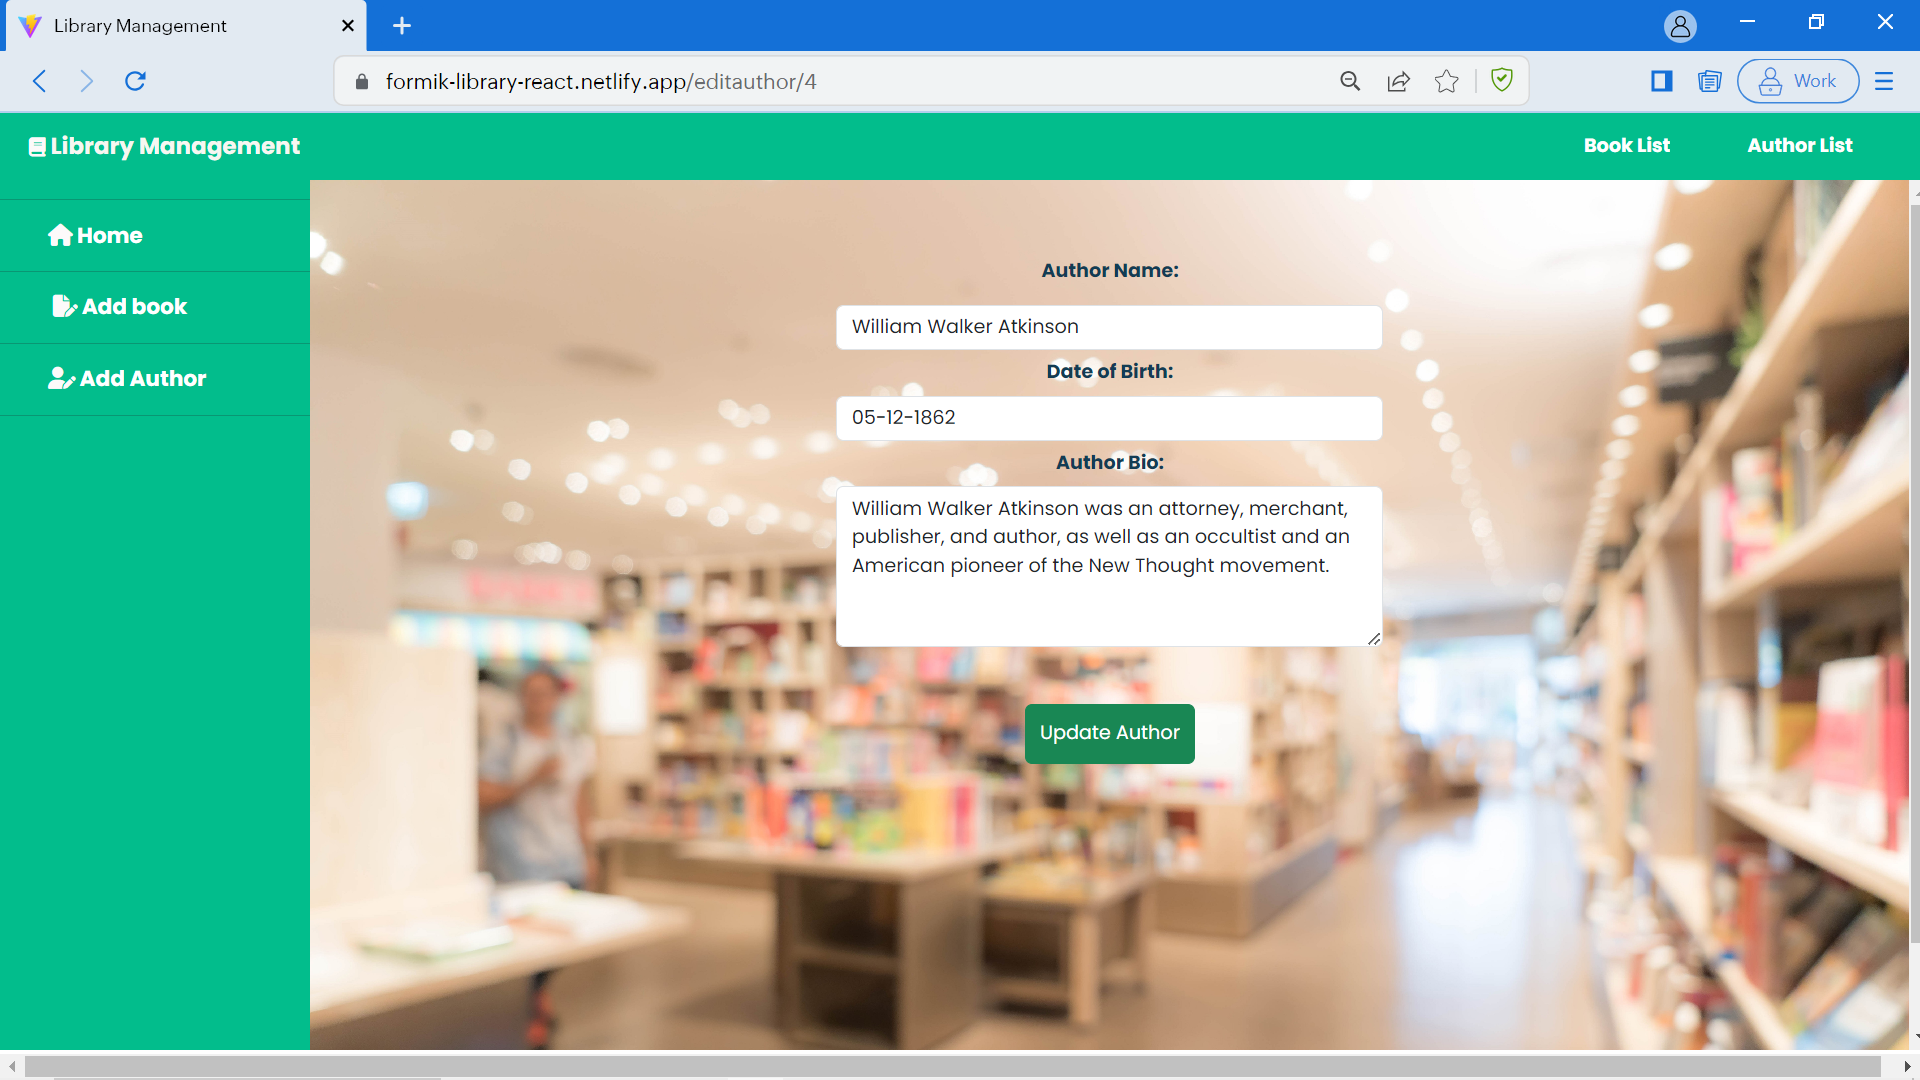 Library Management
formik-library-react.netlify.app/editauthor/4
Work
Library Management
Book List
Author List
Home
Add book
Add Author
Author Name:
William Walker Atkinson
Date of Birth:
05-12-1862
Author Bio:
William Walker Atkinson was an attorney, merchant,
publisher, and author, as well as an occultist and an
American pioneer of the New Thought movement.
Update Author